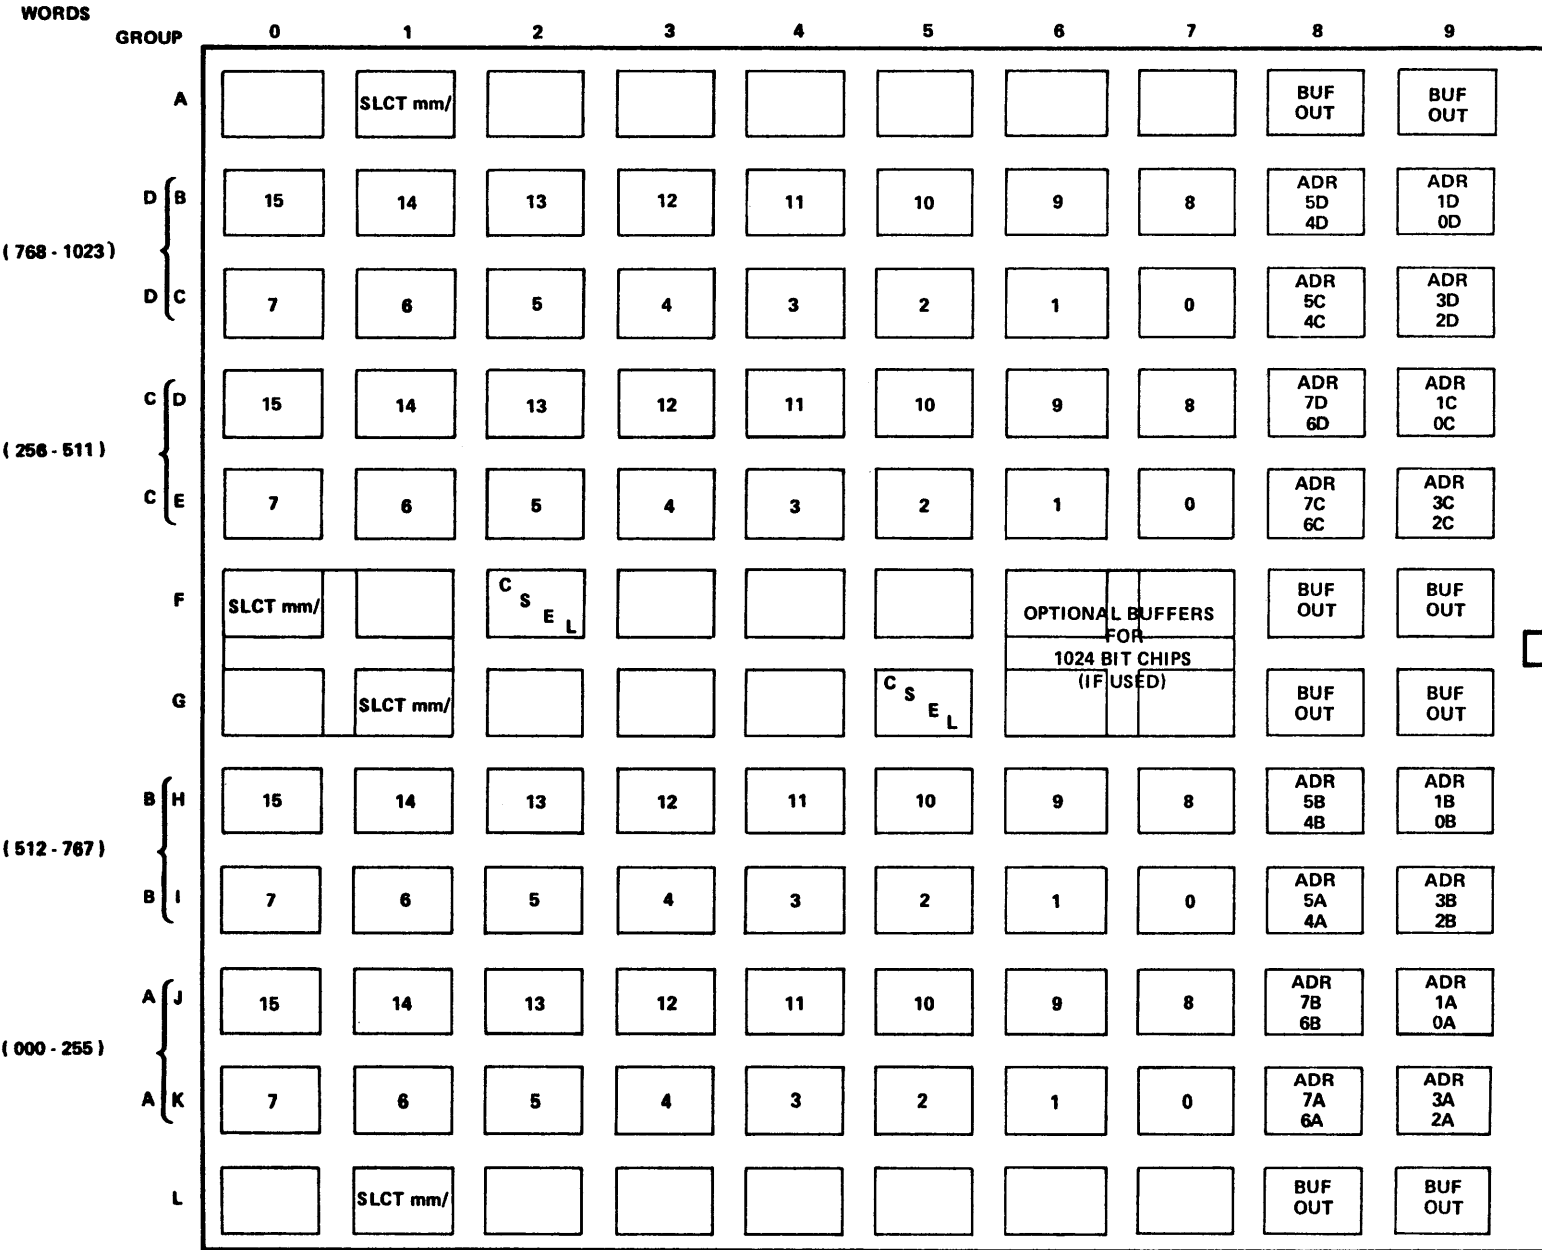 WORDS
GROUP 0 1 2 3 4 5 6 7 8 9
A SLCT mm/ BUF OUT BUF OUT
D B 15 14 13 12 11 10 9 8 ADR 5D 4D ADR 1D 0D
( 768 - 1023 )
D C 7 6 5 4 3 2 1 0 ADR 5C 4C ADR 3D 2D
C D 15 14 13 12 11 10 9 8 ADR 7D 6D ADR 1C 0C
( 256 - 511 )
C E 7 6 5 4 3 2 1 0 ADR 7C 6C ADR 3C 2C
F SLCT mm/ CSEL OPTIONAL BUFFERS FOR 1024 BIT CHIPS (IF USED) BUF OUT BUF OUT
G SLCT mm/ CSEL BUF OUT BUF OUT
B H 15 14 13 12 11 10 9 8 ADR 5B 4B ADR 1B 0B
( 512 - 767 )
B I 7 6 5 4 3 2 1 0 ADR 5A 4A ADR 3B 2B
A J 15 14 13 12 11 10 9 8 ADR 7B 6B ADR 1A 0A
( 000 - 255 )
A K 7 6 5 4 3 2 1 0 ADR 7A 6A ADR 3A 2A
L SLCT mm/ BUF OUT BUF OUT